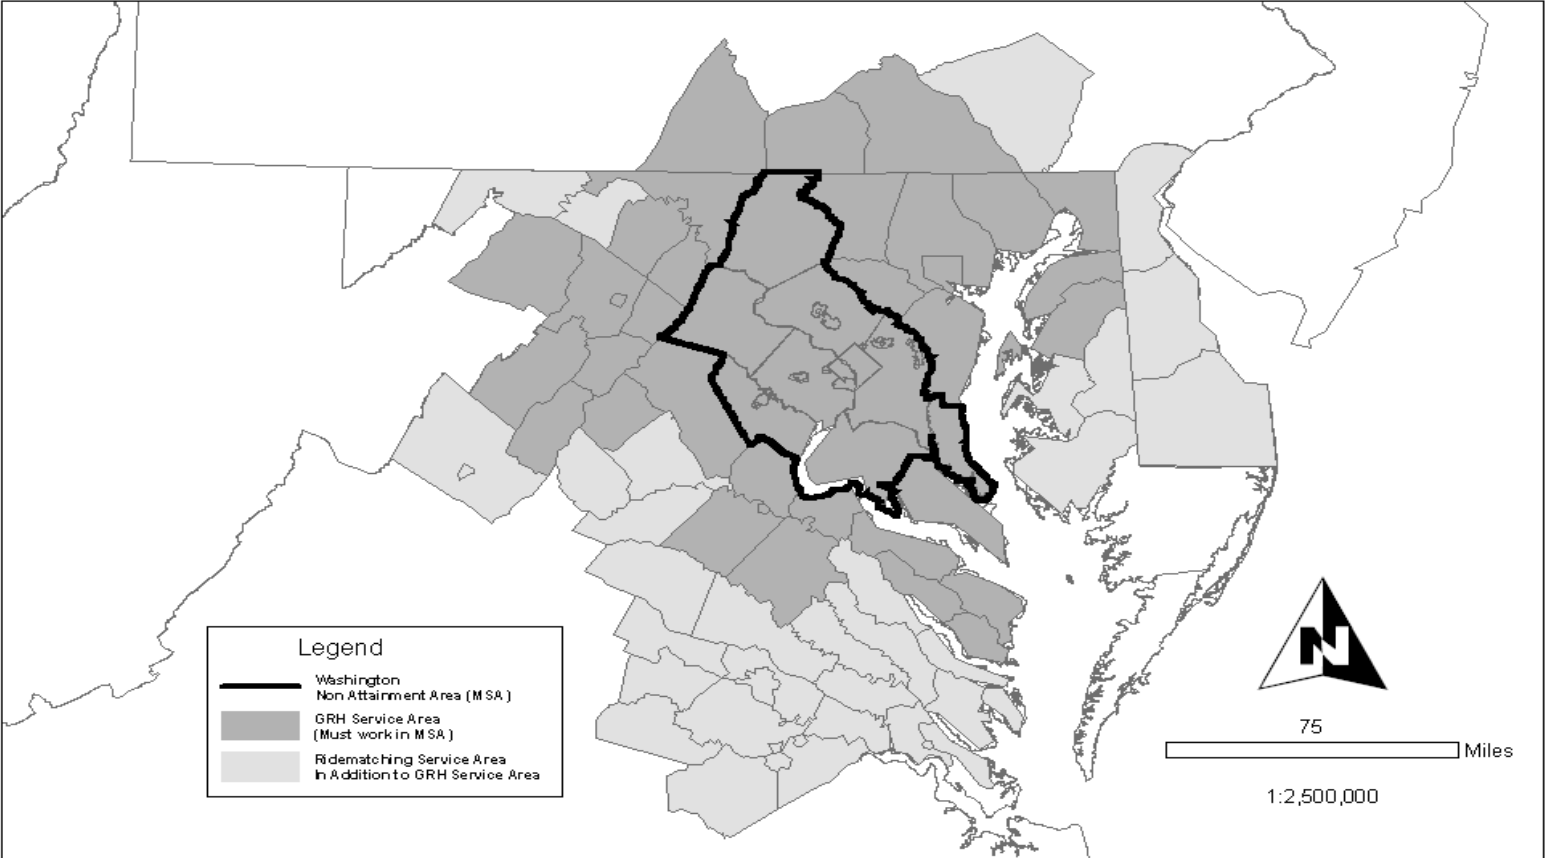 Legend
Washington
Non Attainment Area (MSA)
GRH Service Area
(Must work in MSA)
Ridematching Service Area
In Addition to GRH Service Area
N
75
Miles
1:2,500,000